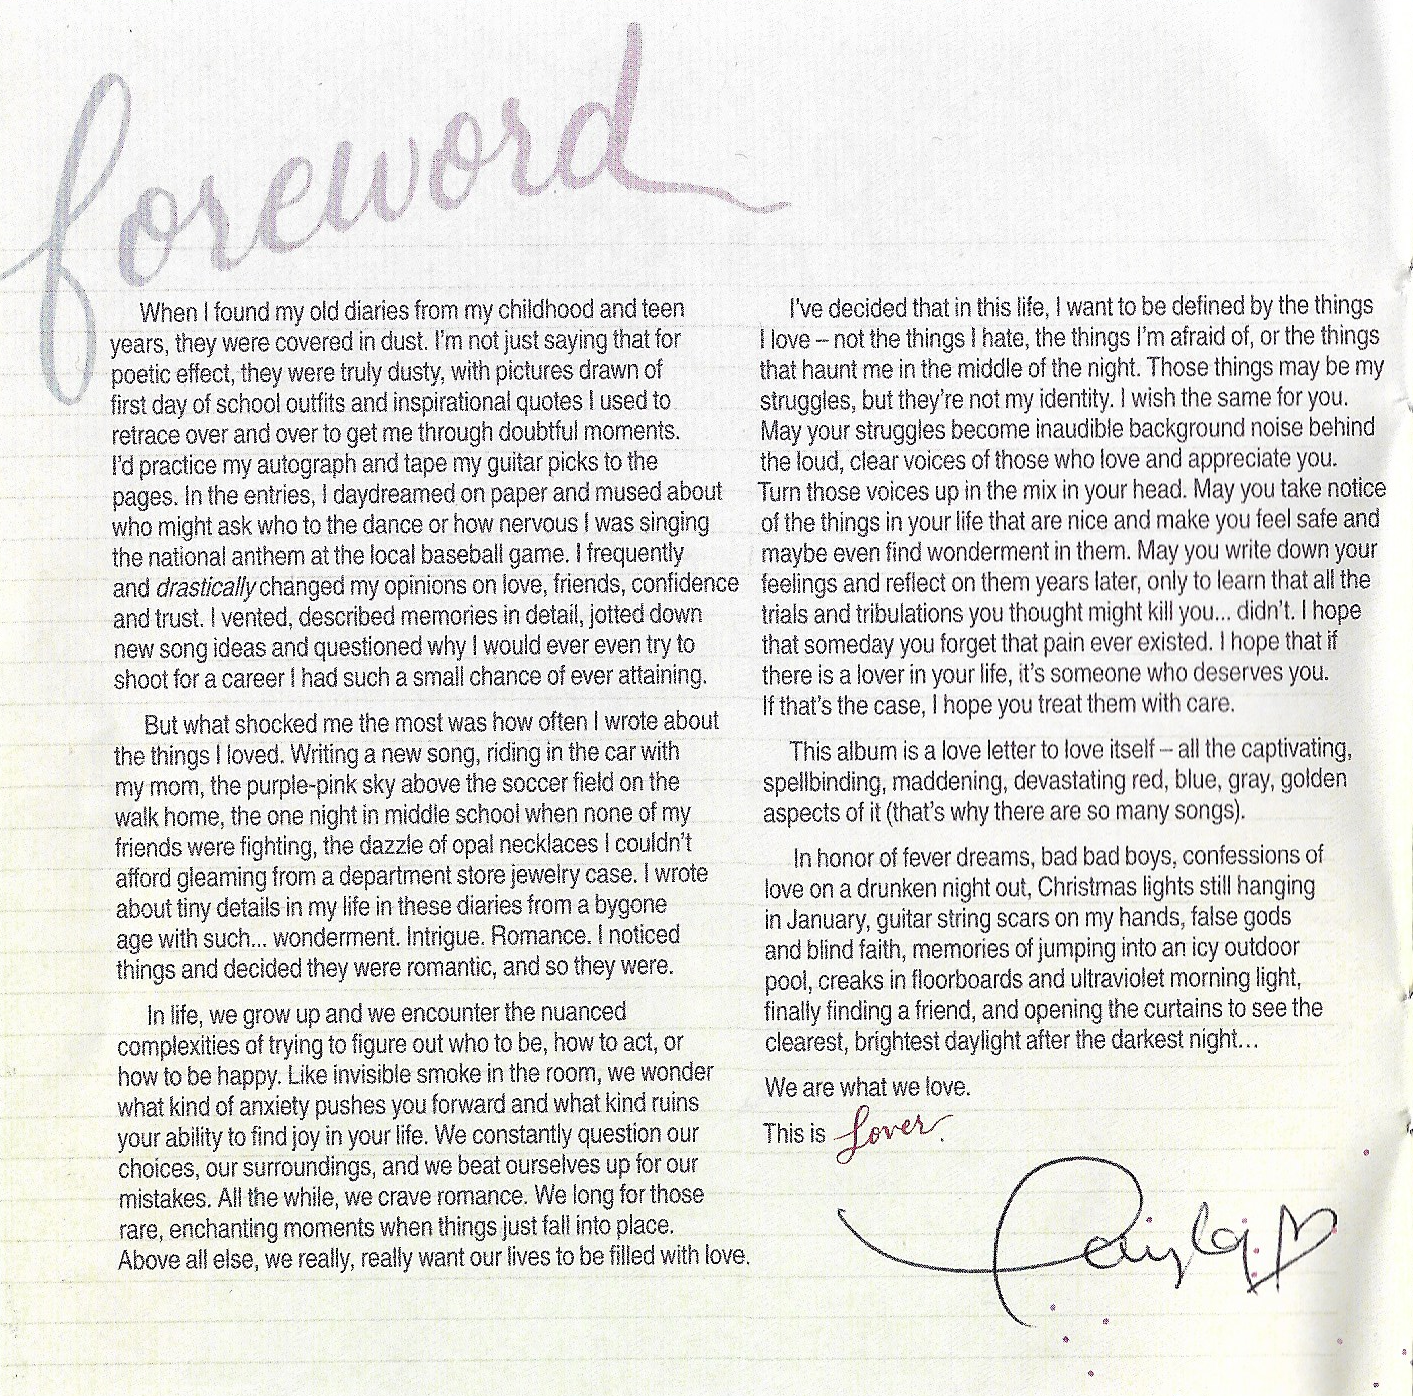 foreword
When I found my old diaries from my childhood and teen
years, they were covered in dust. I'm not just saying that for
poetic effect, they were truly dusty, with pictures drawn of
first day of school outfits and inspirational quotes I used to
retrace over and over to get me through doubtful moments.
I'd practice my autograph and tape my guitar picks to the
pages. In the entries, I daydreamed on paper and mused about
who might ask who to the dance or how nervous I was singing
the national anthem at the local baseball game. I frequently
and drastically changed my opinions on love, friends, confidence
and trust. I vented, described memories in detail, jotted down
new song ideas and questioned why I would ever even try to
shoot for a career I had such a small chance of ever attaining.
But what shocked me the most was how often I wrote about
the things I loved. Writing a new song, riding in the car with
my mom, the purple-pink sky above the soccer field on the
walk home, the one night in middle school when none of my
friends were fighting, the dazzle of opal necklaces I couldn't
afford gleaming from a department store jewelry case. I wrote
about tiny details in my life in these diaries from a bygone
age with such... wonderment. Intrigue. Romance. I noticed
things and decided they were romantic, and so they were.
In life, we grow up and we encounter the nuanced
complexities of trying to figure out who to be, how to act, or
how to be happy. Like invisible smoke in the room, we wonder
what kind of anxiety pushes you forward and what kind ruins
your ability to find joy in your life. We constantly question our
choices, our surroundings, and we beat ourselves up for our
mistakes. All the while, we crave romance. We long for those
rare, enchanting moments when things just fall into place.
Above all else, we really, really want our lives to be filled with love.
I've decided that in this life, I want to be defined by the things
I love – not the things I hate, the things I'm afraid of, or the things
that haunt me in the middle of the night. Those things may be my
struggles, but they're not my identity. I wish the same for you.
May your struggles become inaudible background noise behind
the loud, clear voices of those who love and appreciate you.
Turn those voices up in the mix in your head. May you take notice
of the things in your life that are nice and make you feel safe and
maybe even find wonderment in them. May you write down your
feelings and reflect on them years later, only to learn that all the
trials and tribulations you thought might kill you... didn't. I hope
that someday you forget that pain ever existed. I hope that if
there is a lover in your life, it's someone who deserves you.
If that's the case, I hope you treat them with care.
This album is a love letter to love itself – all the captivating,
spellbinding, maddening, devastating red, blue, gray, golden
aspects of it (that's why there are so many songs).
In honor of fever dreams, bad bad boys, confessions of
love on a drunken night out, Christmas lights still hanging
in January, guitar string scars on my hands, false gods
and blind faith, memories of jumping into an icy outdoor
pool, creaks in floorboards and ultraviolet morning light,
finally finding a friend, and opening the curtains to see the
clearest, brightest daylight after the darkest night...
We are what we love.
This is Lover.
Taylor